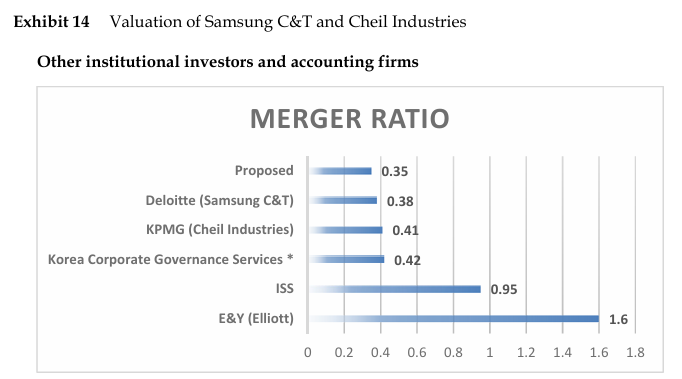 Exhibit 14 Valuation of Samsung C&T and Cheil Industries
Other institutional investors and accounting firms
MERGER RATIO
Proposed 0.35
Deloitte (Samsung C&T) 0.38
KPMG (Cheil Industries) 0.41
Korea Corporate Governance Services * 0.42
ISS 0.95
E&Y (Elliott) 1.6
0 0.2 0.4 0.6 0.8 1 1.2 1.4 1.6 1.8